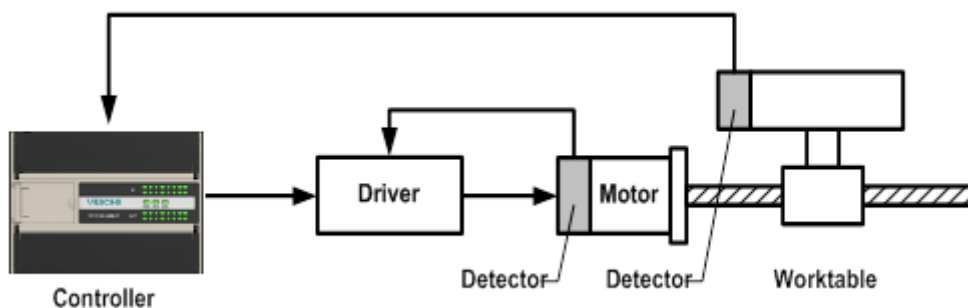 Driver
Motor
Detector
Detector
Worktable
Controller